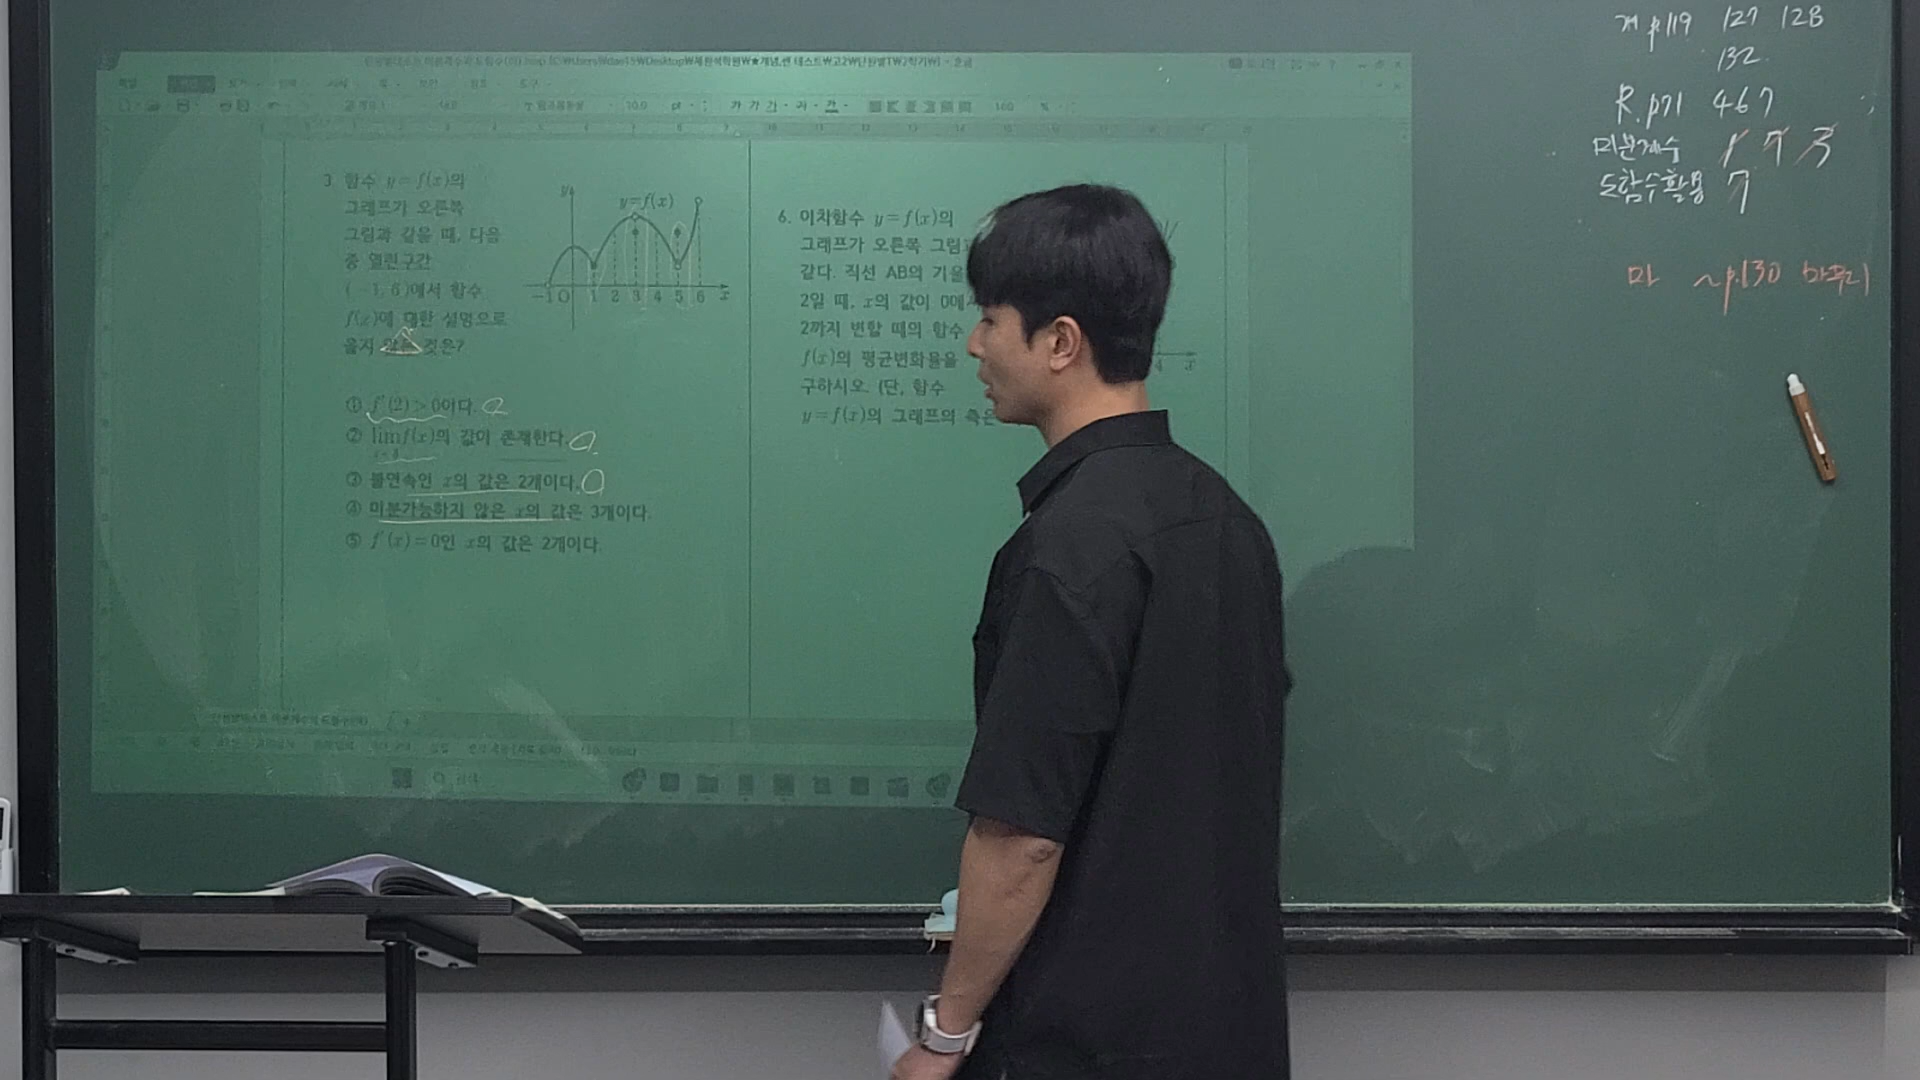 3. 함수 y=f(x)의
그래프가 오른쪽
그림과 같을 때, 다음
중 열린구간
(-1, 6)에서 함수
f(x)에 대한 설명으로
옳지 않은 것은?
y
y=f(x)
-1 O 1 2 3 4 5 6 x
① f'(2)>0이다.
② lim f(x)의 값이 존재한다.
③ 불연속인 x의 값은 2개이다.
④ 미분가능하지 않은 x의 값은 3개이다.
⑤ f'(x)=0인 x의 값은 2개이다.
6. 이차함수 y=f(x)의
그래프가 오른쪽 그림
같다. 직선 AB의 기울
2일 때, x의 값이 0에
2까지 변할 때의 함수
f(x)의 평균변화율을
구하시오. (단, 함수
y=f(x)의 그래프의 축은
4 x
p.119 127 128
132
R. p71 467
미분계수 1 7 3
도함수활용 7
마 ~p.130 마무리